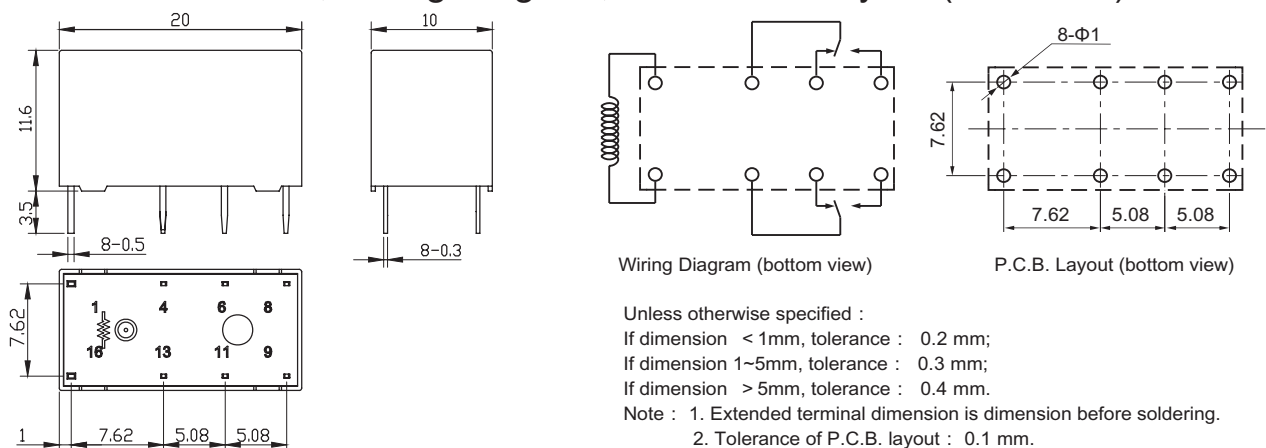 20
10
11.6
3.5
8-0.5
8-0.3
7.62
1
4
6
8
16
13
11
9
1
7.62
5.08
5.08
Wiring Diagram (bottom view)
8-Φ1
7.62
7.62
5.08
5.08
P.C.B. Layout (bottom view)
Unless otherwise specified :
If dimension < 1mm, tolerance : 0.2 mm;
If dimension 1~5mm, tolerance : 0.3 mm;
If dimension > 5mm, tolerance : 0.4 mm.
Note : 1. Extended terminal dimension is dimension before soldering.
2. Tolerance of P.C.B. layout : 0.1 mm.